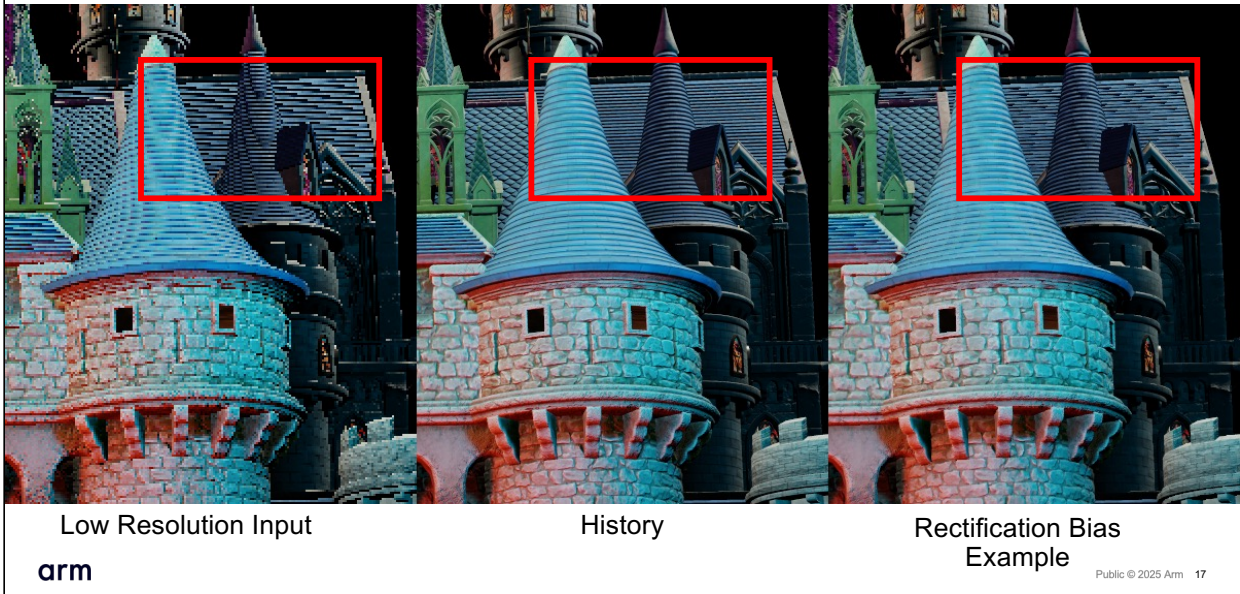 Low Resolution Input
History
Rectification Bias
Example
arm
Public © 2025 Arm 17